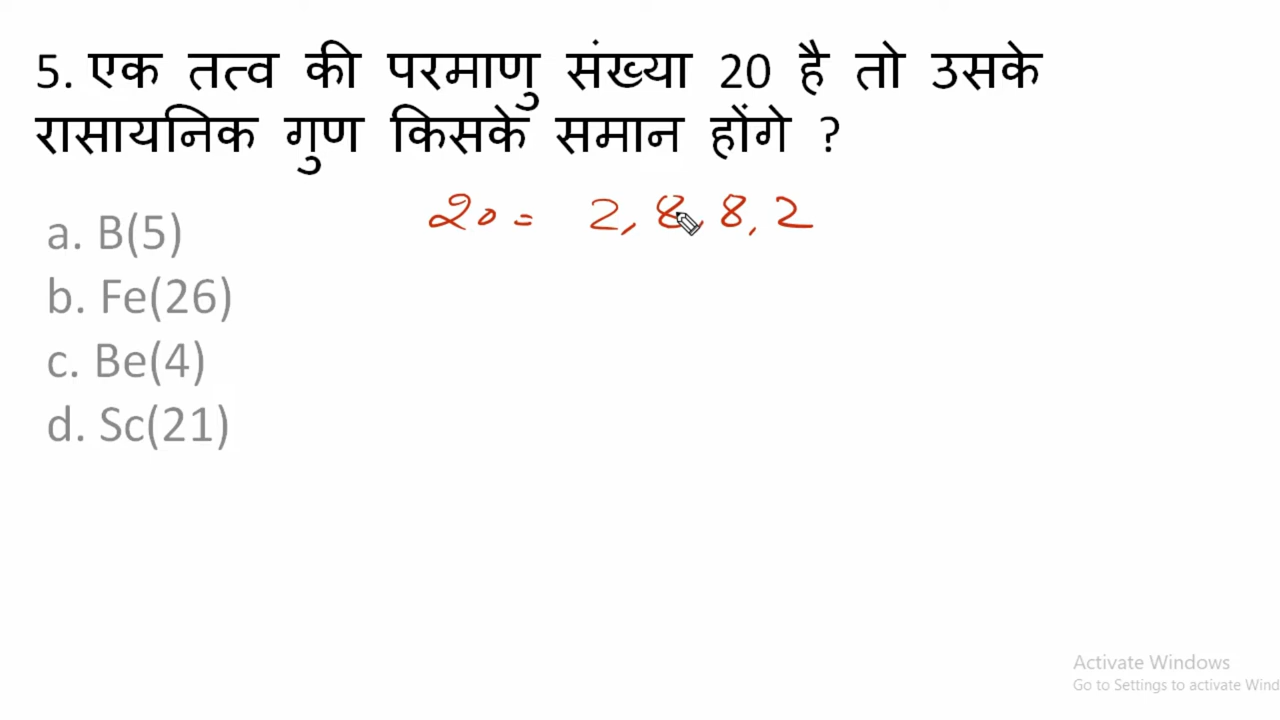 5. एक तत्व की परमाणु संख्या 20 है तो उसके
रासायनिक गुण किसके समान होंगे ?
20 = 2, 8, 8, 2
a. B(5)
b. Fe(26)
c. Be(4)
d. Sc(21)
Activate Windows
Go to Settings to activate Wind